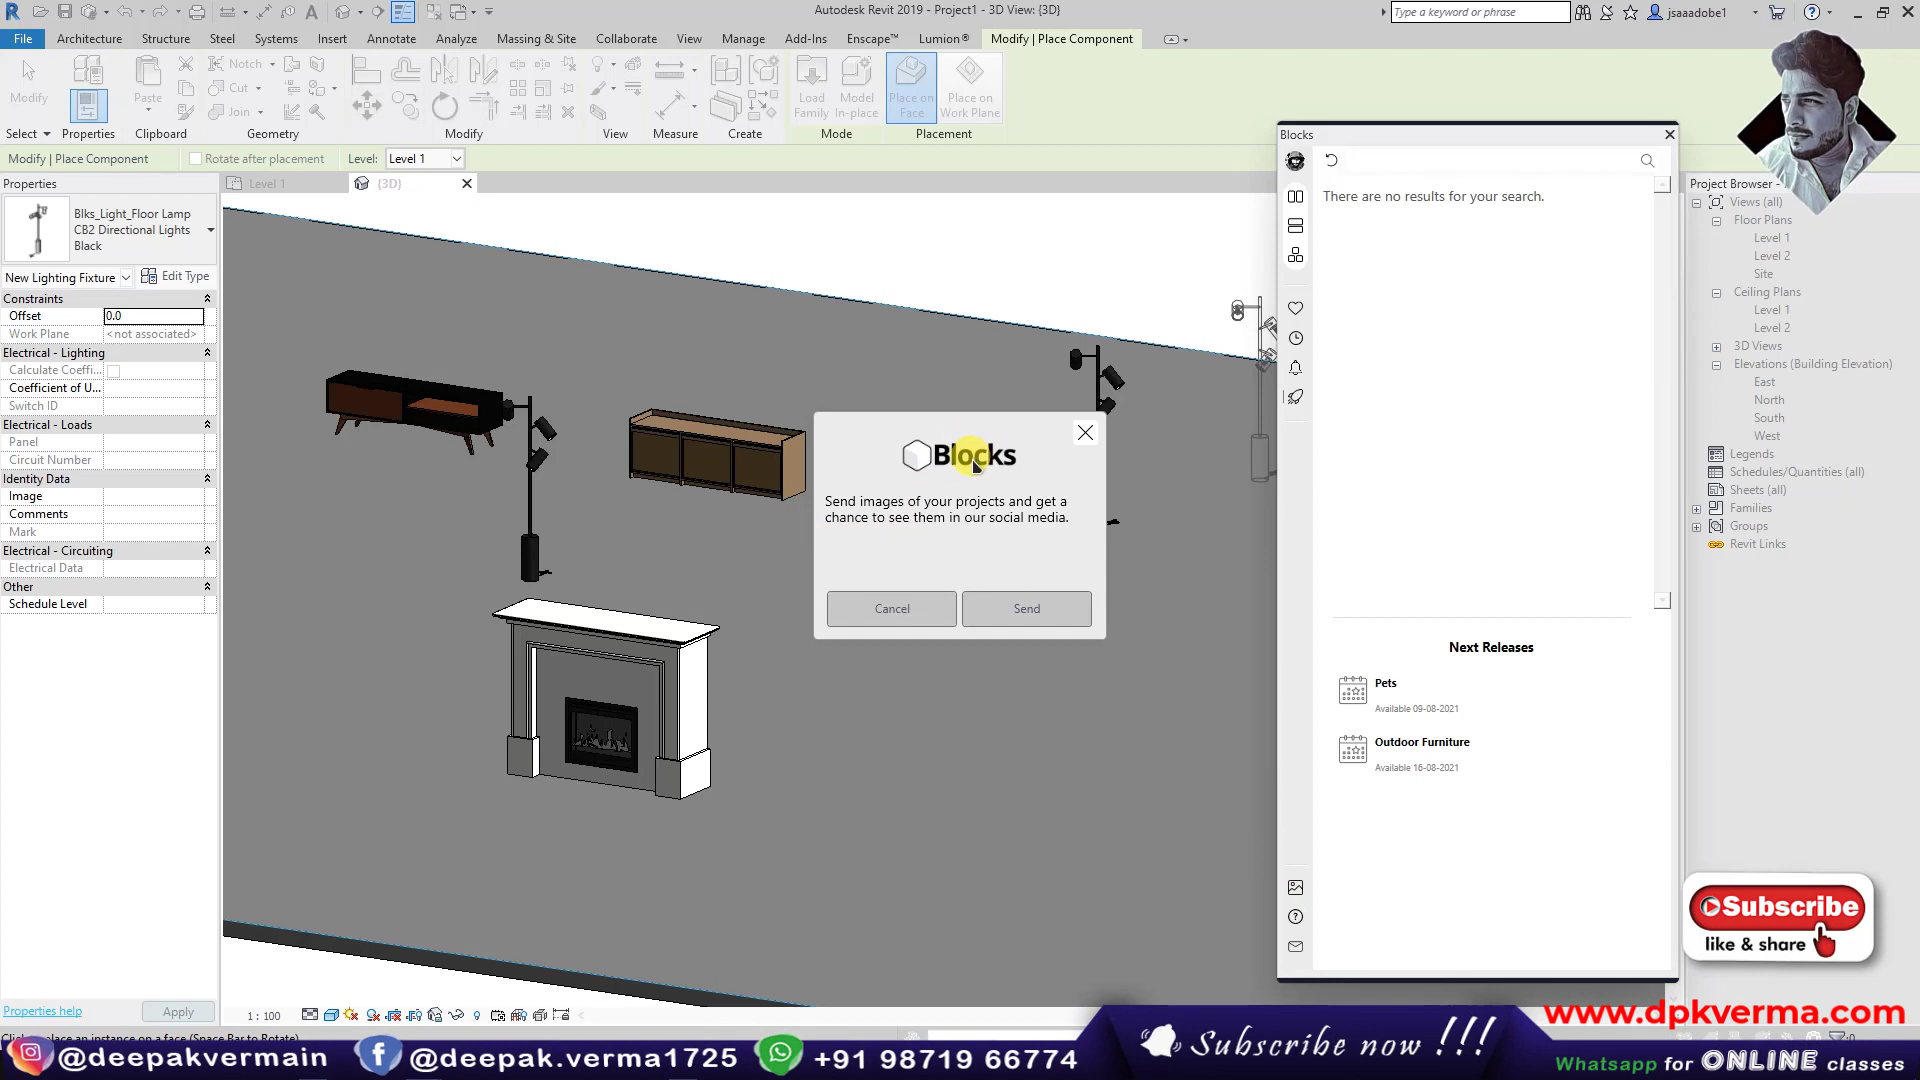 Autodesk Revit 2019 - Project1 - 3D View: {3D}
Type a keyword or phrase
jsaaadobe1
File
Architecture
Structure
Steel
Systems
Insert
Annotate
Analyze
Massing & Site
Collaborate
View
Manage
Add-Ins
Enscape™
Lumion®
Modify | Place Component
Modify
Paste
Notch
Cut
Join
Load
Family
Model
In-place
Place on
Face
Place on
Work Plane
Select
Properties
Clipboard
Geometry
Modify
View
Measure
Create
Mode
Placement
Modify | Place Component
Rotate after placement
Level:
Level 1
Properties
Level 1
{3D}
Blks_Light_Floor Lamp
CB2 Directional Lights
Black
New Lighting Fixture
Edit Type
Constraints
Offset
0.0
Work Plane
<not associated>
Electrical - Lighting
Calculate Coeffi...
Coefficient of U...
Switch ID
Electrical - Loads
Panel
Circuit Number
Identity Data
Image
Comments
Mark
Electrical - Circuiting
Electrical Data
Other
Schedule Level
Properties help
Apply
Blocks
Send images of your projects and get a
chance to see them in our social media.
Cancel
Send
Blocks
There are no results for your search.
Next Releases
Pets
Available 09-08-2021
Outdoor Furniture
Available 16-08-2021
Project Browser -
Views (all)
Floor Plans
Level 1
Level 2
Site
Ceiling Plans
Level 1
Level 2
3D Views
Elevations (Building Elevation)
East
North
South
West
Legends
Schedules/Quantities (all)
Sheets (all)
Families
Groups
Revit Links
Subscribe
like & share
1 : 100
www.dpkverma.com
@deepakvermain
@deepak.verma1725
+91 98719 66774
Subscribe now !!!
Whatsapp for ONLINE classes